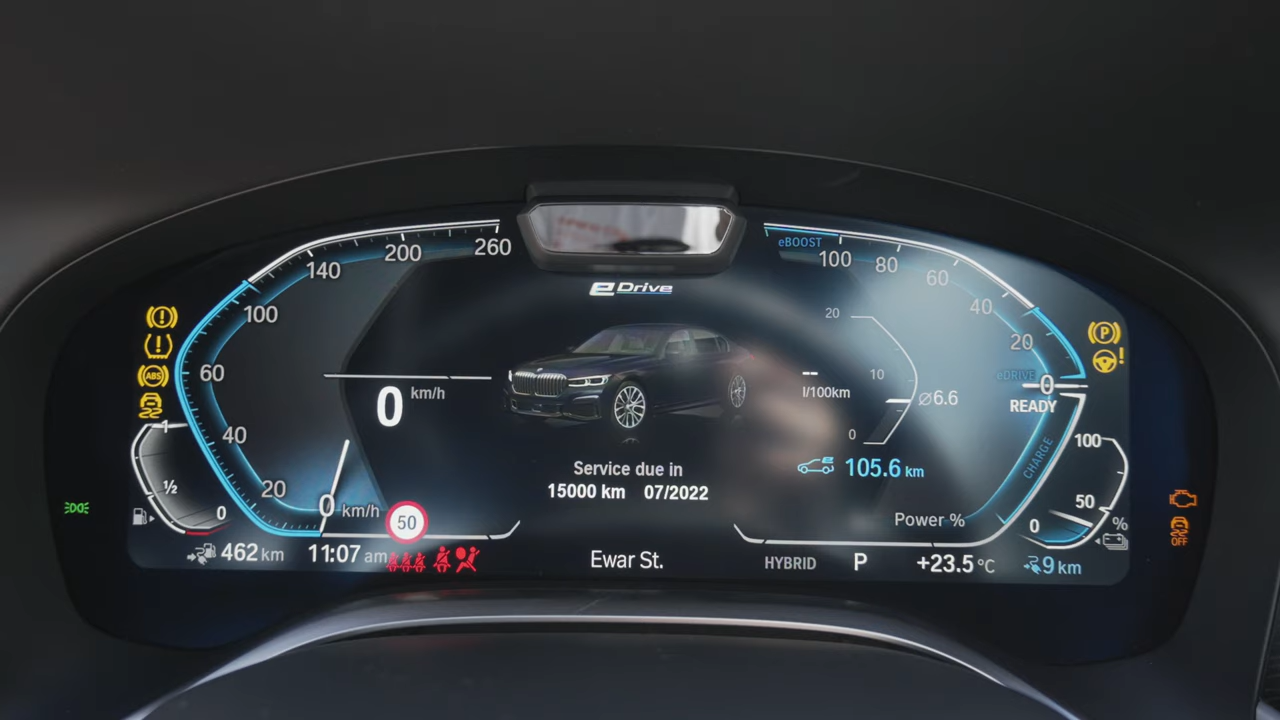 eDrive
260
200
140
100
60
40
20
0 km/h
0 km/h
50
1
½
0
ABS
462 km
11:07 am
Service due in
15000 km 07/2022
Ewar St.
eBOOST
100
80
60
40
20
eDRIVE
0
READY
CHARGE
Power %
20
10
0
--
l/100km
⌀6.6
105.6 km
HYBRID
P
+23.5 °C
100
50
0
%
9 km
P
!
OFF